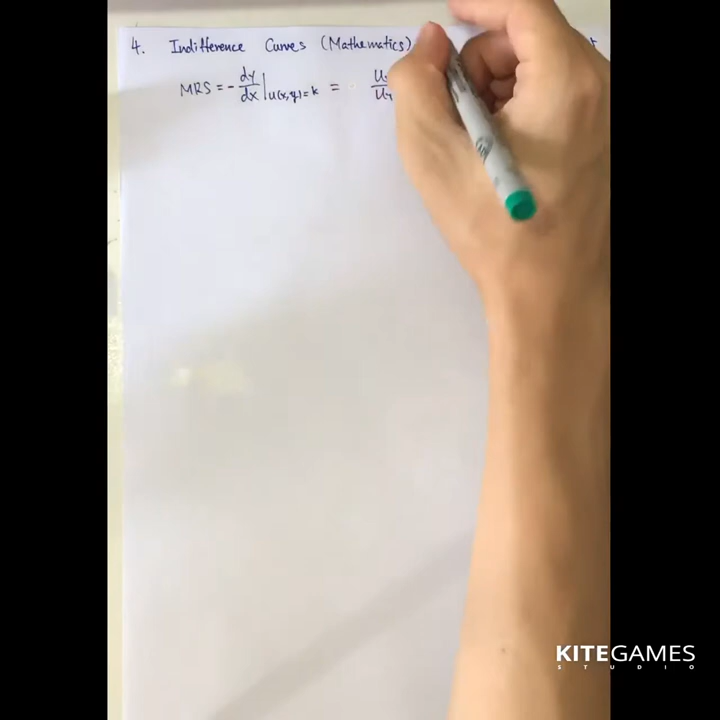 4. Indifference Curves (Mathematics)
MRS = - dy/dx | u(x,y)=k =
KITEGAMES
STUDIO